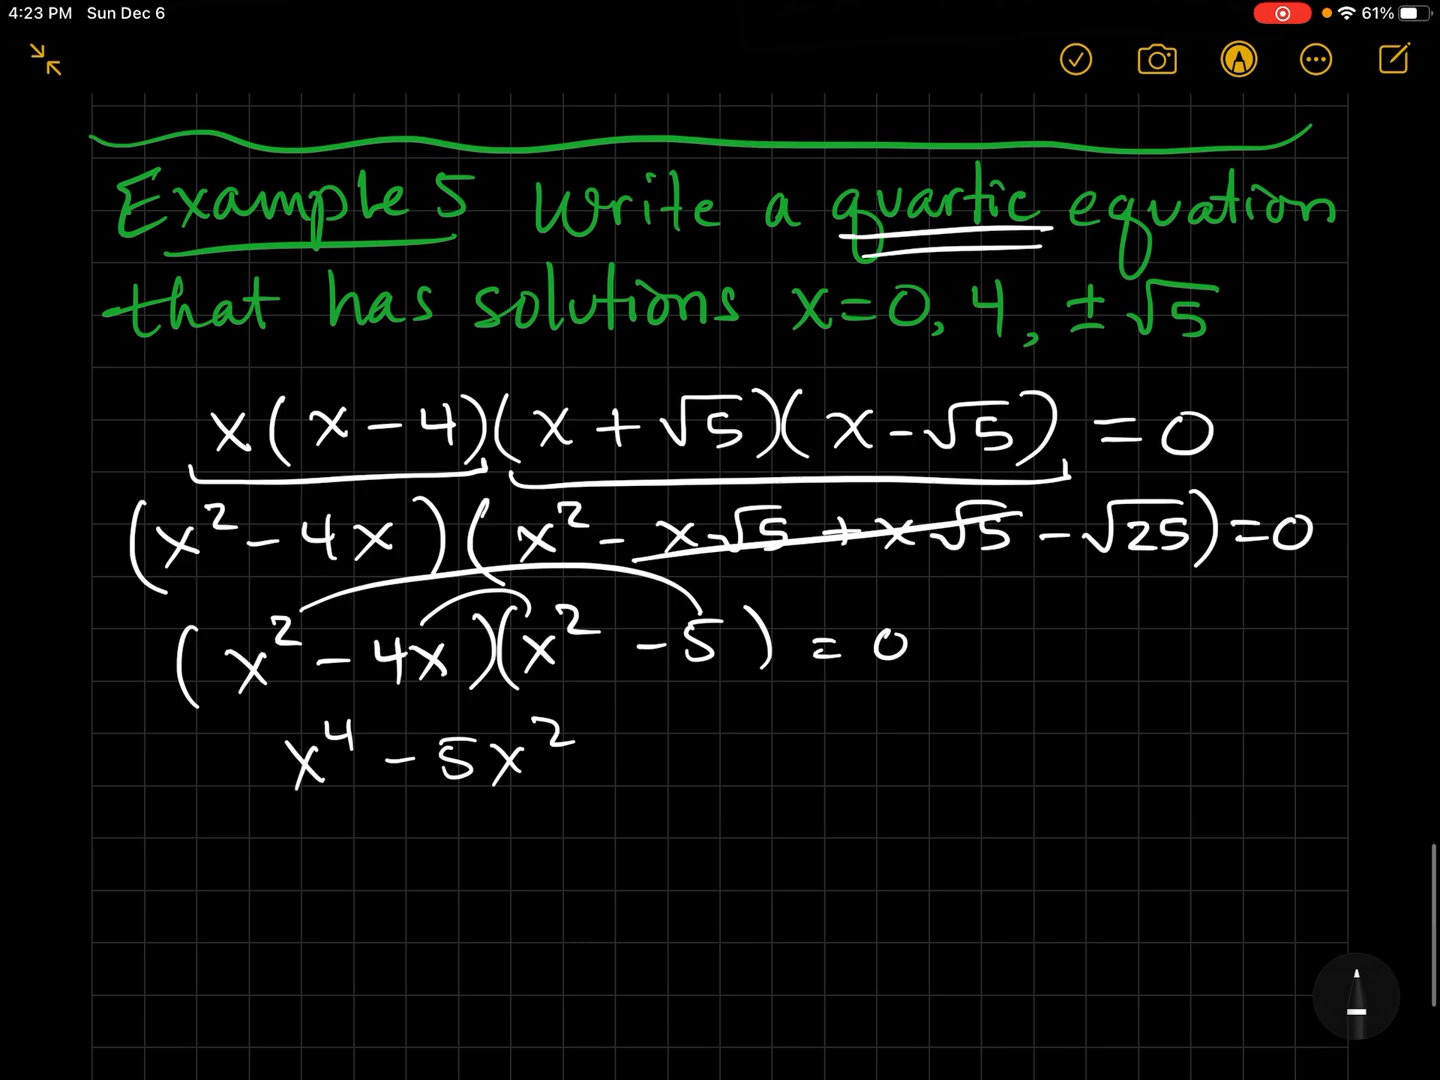 4:23 PM Sun Dec 6 61%
Example 5 Write a quartic equation
that has solutions x=0, 4, ±√5
x(x-4)(x+√5)(x-√5) = 0
(x²-4x)(x²-x√5+x√5-√25)=0
(x²-4x)(x²-5) = 0
x⁴-5x²